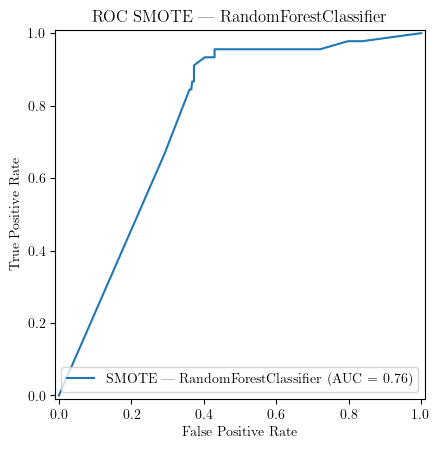 ROC SMOTE — RandomForestClassifier
1.0
0.8
0.6
0.4
0.2
0.0
True Positive Rate
SMOTE — RandomForestClassifier (AUC = 0.76)
0.0 0.2 0.4 0.6 0.8 1.0
False Positive Rate